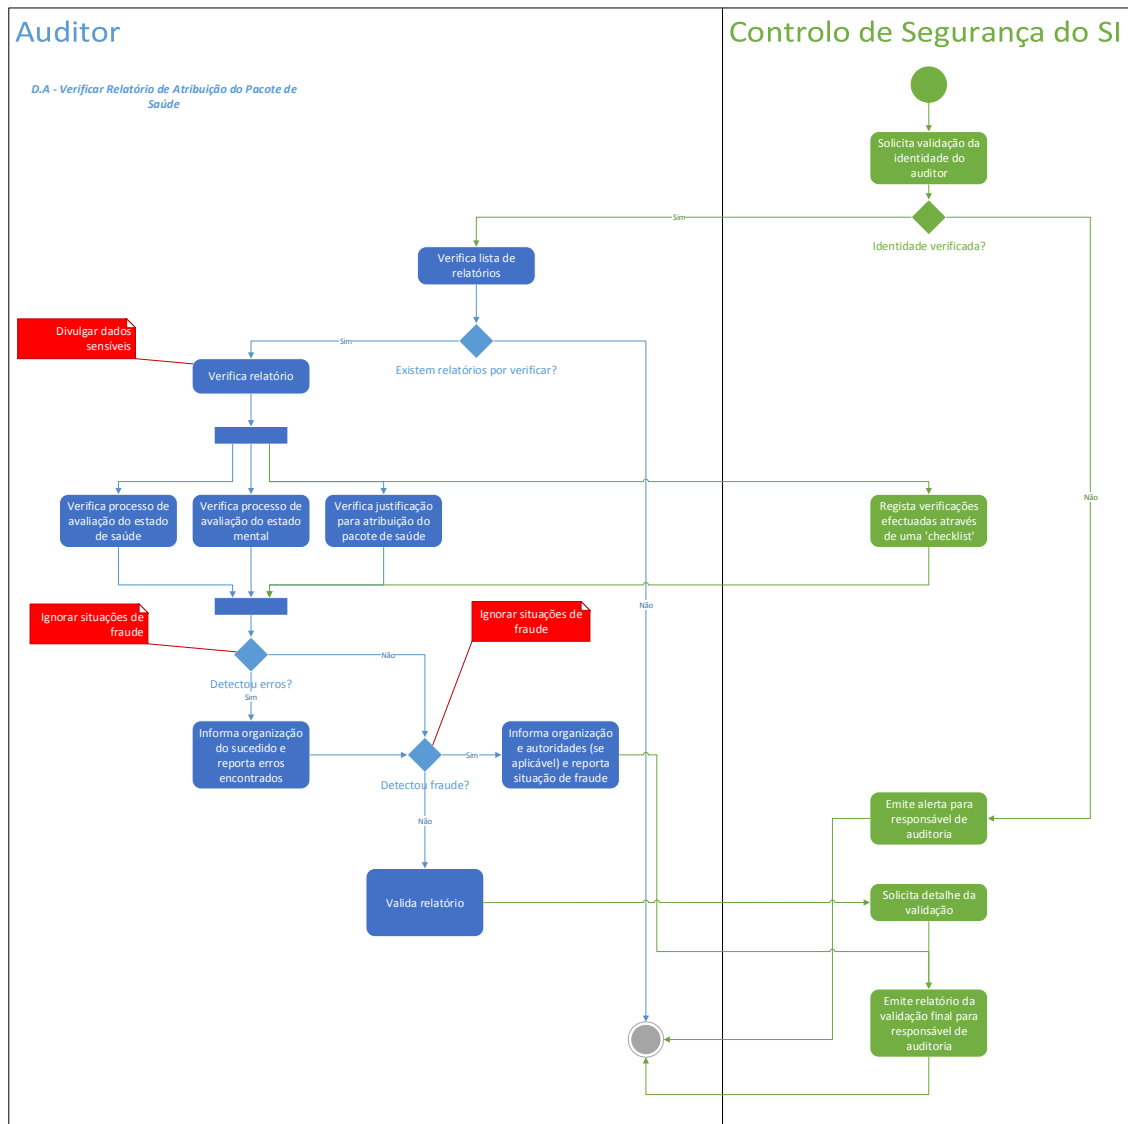 Auditor
Controlo de Segurança do SI
D.A - Verificar Relatório de Atribuição do Pacote de
Saúde
Solicita validação da
identidade do
auditor
Sim
Identidade verificada?
Verifica lista de
relatórios
Divulgar dados
sensíveis
Sim
Existem relatórios por verificar?
Verifica relatório
Verifica processo de
avaliação do estado
de saúde
Verifica processo de
avaliação do estado
mental
Verifica justificação
para atribuição do
pacote de saúde
Regista verificações
efectuadas através
de uma 'checklist'
Não
Não
Ignorar situações de
fraude
Ignorar situações de
fraude
Não
Detectou erros?
Sim
Informa organização
do sucedido e
reporta erros
encontrados
Sim
Detectou fraude?
Informa organização
e autoridades (se
aplicável) e reporta
situação de fraude
Não
Emite alerta para
responsável de
auditoria
Valida relatório
Solicita detalhe da
validação
Emite relatório da
validação final para
responsável de
auditoria